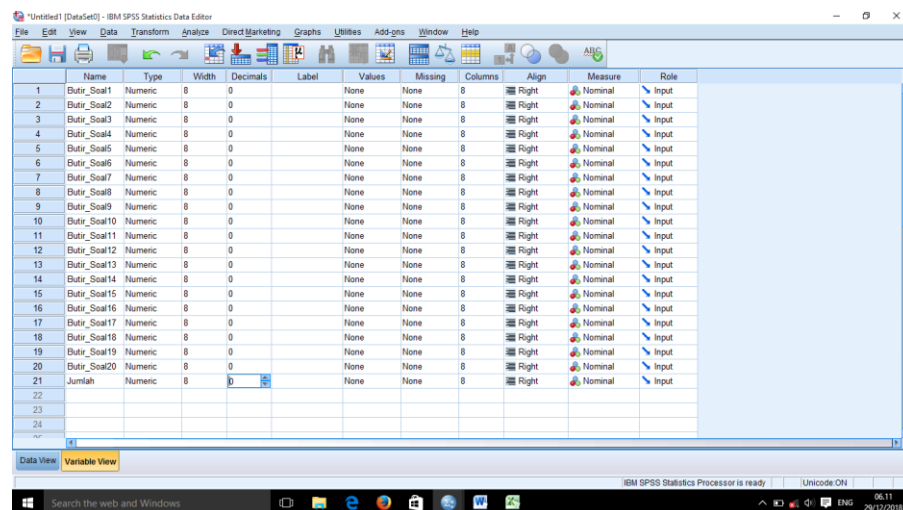 *Untitled1 [DataSet0] - IBM SPSS Statistics Data Editor
File Edit View Data Transform Analyze Direct Marketing Graphs Utilities Add-ons Window Help
Name Type Width Decimals Label Values Missing Columns Align Measure Role
1 Butir_Soal1 Numeric 8 0 None None 8 Right Nominal Input
2 Butir_Soal2 Numeric 8 0 None None 8 Right Nominal Input
3 Butir_Soal3 Numeric 8 0 None None 8 Right Nominal Input
4 Butir_Soal4 Numeric 8 0 None None 8 Right Nominal Input
5 Butir_Soal5 Numeric 8 0 None None 8 Right Nominal Input
6 Butir_Soal6 Numeric 8 0 None None 8 Right Nominal Input
7 Butir_Soal7 Numeric 8 0 None None 8 Right Nominal Input
8 Butir_Soal8 Numeric 8 0 None None 8 Right Nominal Input
9 Butir_Soal9 Numeric 8 0 None None 8 Right Nominal Input
10 Butir_Soal10 Numeric 8 0 None None 8 Right Nominal Input
11 Butir_Soal11 Numeric 8 0 None None 8 Right Nominal Input
12 Butir_Soal12 Numeric 8 0 None None 8 Right Nominal Input
13 Butir_Soal13 Numeric 8 0 None None 8 Right Nominal Input
14 Butir_Soal14 Numeric 8 0 None None 8 Right Nominal Input
15 Butir_Soal15 Numeric 8 0 None None 8 Right Nominal Input
16 Butir_Soal16 Numeric 8 0 None None 8 Right Nominal Input
17 Butir_Soal17 Numeric 8 0 None None 8 Right Nominal Input
18 Butir_Soal18 Numeric 8 0 None None 8 Right Nominal Input
19 Butir_Soal19 Numeric 8 0 None None 8 Right Nominal Input
20 Butir_Soal20 Numeric 8 0 None None 8 Right Nominal Input
21 Jumlah Numeric 8 0 None None 8 Right Nominal Input
22
23
24
Data View Variable View
IBM SPSS Statistics Processor is ready Unicode:ON
Search the web and Windows ENG 06.11
29/12/2018